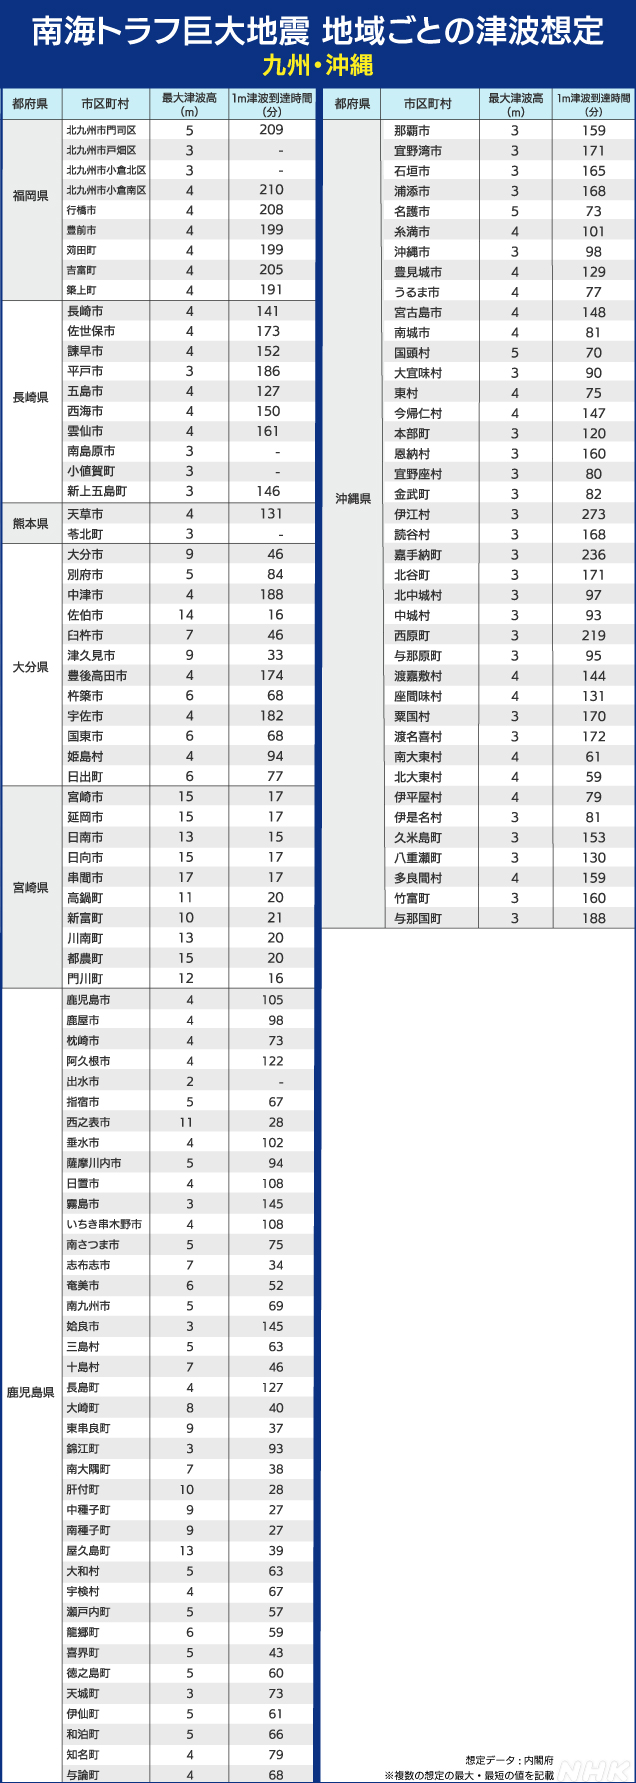 南海トラフ巨大地震 地域ごとの津波想定
九州・沖縄
都府県 市区町村 最大津波高(m) 1m津波到達時間(分)
福岡県
北九州市門司区 5 209
北九州市戸畑区 3 -
北九州市小倉北区 3 -
北九州市小倉南区 4 210
行橋市 4 208
豊前市 4 199
苅田町 4 199
吉富町 4 205
築上町 4 191
長崎県
長崎市 4 141
佐世保市 4 173
諫早市 4 152
平戸市 3 186
五島市 4 127
西海市 4 150
雲仙市 4 161
南島原市 3 -
小値賀町 3 -
新上五島町 3 146
熊本県
天草市 4 131
苓北町 3 -
大分県
大分市 9 46
別府市 5 84
中津市 4 188
佐伯市 14 16
臼杵市 7 46
津久見市 9 33
豊後高田市 4 174
杵築市 6 68
宇佐市 4 182
国東市 6 68
姫島村 4 94
日出町 6 77
宮崎県
宮崎市 15 17
延岡市 15 17
日南市 13 15
日向市 15 17
串間市 17 17
高鍋町 11 20
新富町 10 21
川南町 13 20
都農町 15 20
門川町 12 16
鹿児島県
鹿児島市 4 105
鹿屋市 4 98
枕崎市 4 73
阿久根市 4 122
出水市 2 -
指宿市 5 67
西之表市 11 28
垂水市 4 102
薩摩川内市 5 94
日置市 4 108
霧島市 3 145
いちき串木野市 4 108
南さつま市 5 75
志布志市 7 34
奄美市 6 52
南九州市 5 69
姶良市 3 145
三島村 5 63
十島村 7 46
長島町 4 127
大崎町 8 40
東串良町 9 37
錦江町 3 93
南大隅町 7 38
肝付町 10 28
中種子町 9 27
南種子町 9 27
屋久島町 13 39
大和村 5 63
宇検村 4 67
瀬戸内町 5 57
龍郷町 6 59
喜界町 5 43
徳之島町 5 60
天城町 3 73
伊仙町 5 61
和泊町 5 66
知名町 4 79
与論町 4 68
都府県 市区町村 最大津波高(m) 1m津波到達時間(分)
沖縄県
那覇市 3 159
宜野湾市 3 171
石垣市 3 165
浦添市 3 168
名護市 5 73
糸満市 4 101
沖縄市 3 98
豊見城市 4 129
うるま市 4 77
宮古島市 4 148
南城市 4 81
国頭村 5 70
大宜味村 3 90
東村 4 75
今帰仁村 4 147
本部町 3 120
恩納村 3 160
宜野座村 3 80
金武町 3 82
伊江村 3 273
読谷村 3 168
嘉手納町 3 236
北谷町 3 171
北中城村 3 97
中城村 3 93
西原町 3 219
与那原町 3 95
渡嘉敷村 4 144
座間味村 4 131
粟国村 3 170
渡名喜村 3 172
南大東村 4 61
北大東村 4 59
伊平屋村 4 79
伊是名村 3 81
久米島町 3 153
八重瀬町 3 130
多良間村 4 159
竹富町 3 160
与那国町 3 188
想定データ：内閣府
※複数の想定の最大・最短の値を記載
NHK